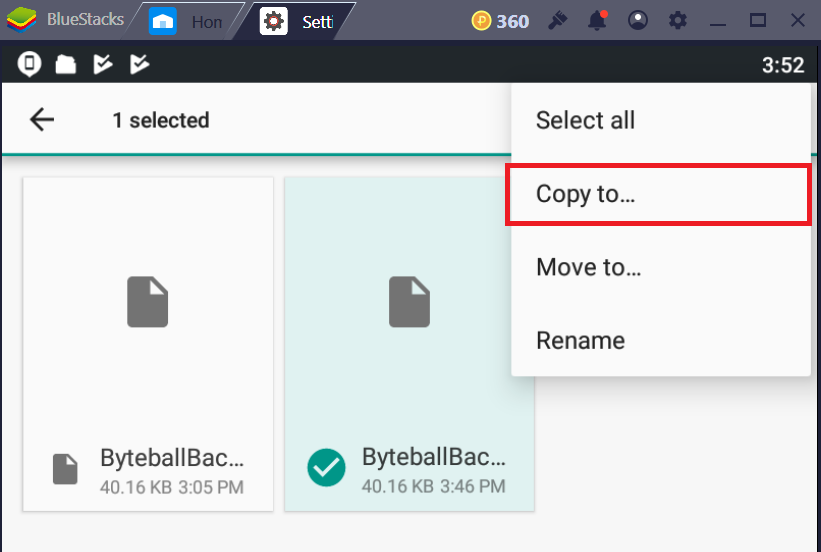 BlueStacks Hon Setti 360
3:52
1 selected
Select all
Copy to...
Move to...
Rename
ByteballBac...
40.16 KB 3:05 PM
ByteballBac...
40.16 KB 3:46 PM